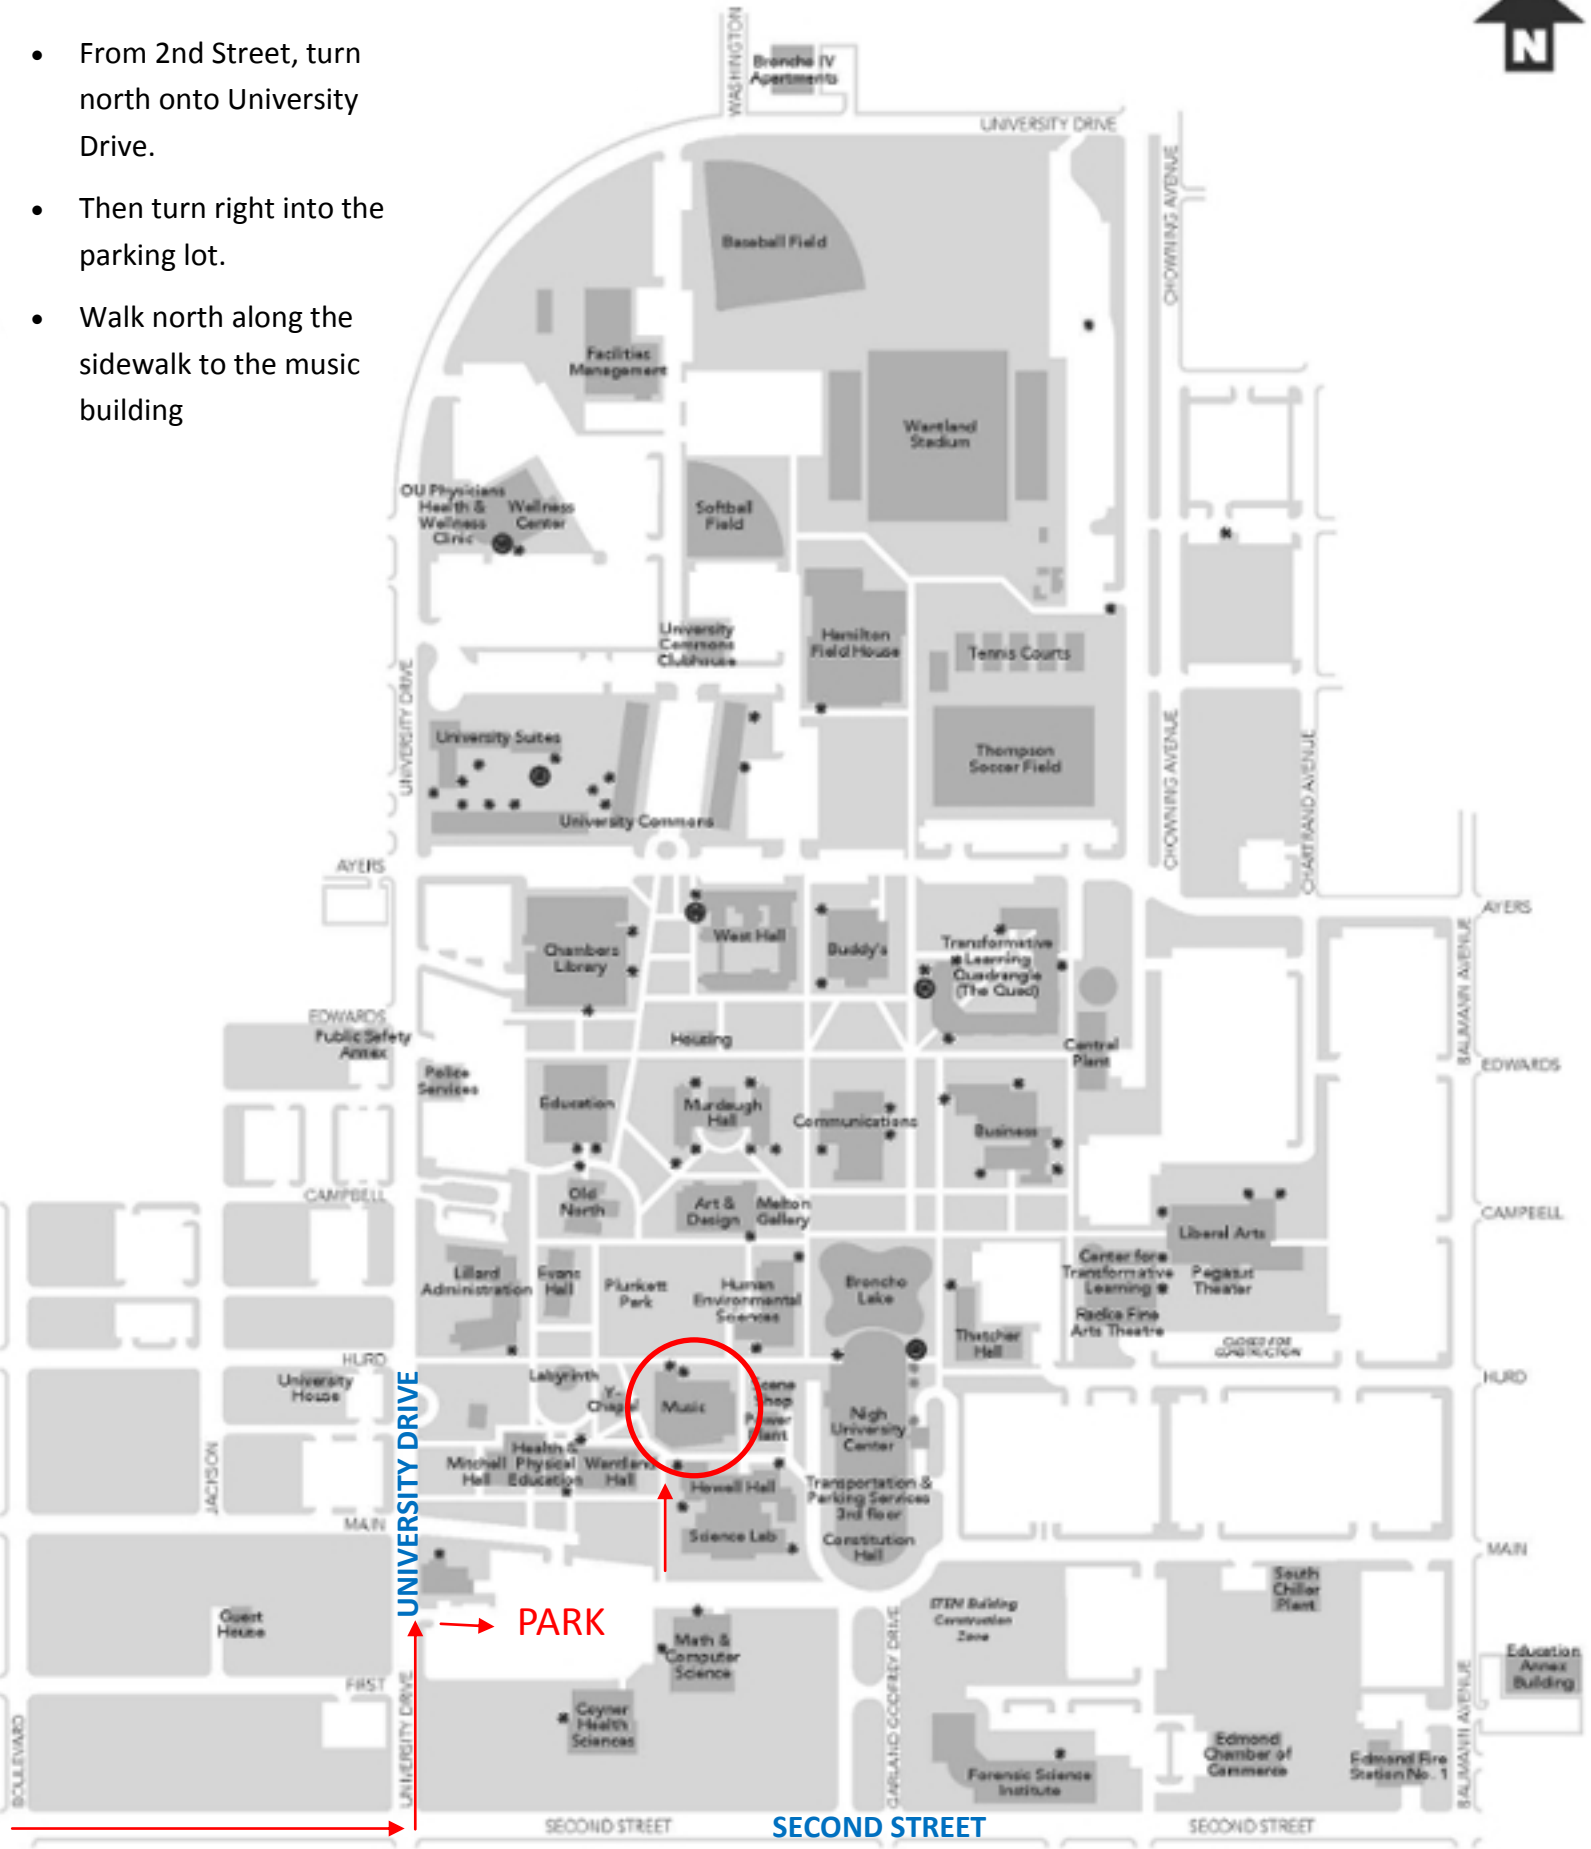 • From 2nd Street, turn
north onto University
Drive.
• Then turn right into the
parking lot.
• Walk north along the
sidewalk to the music
building
N
WASHINGTON
Broncho IV
Apartments
UNIVERSITY DRIVE
CHOWNING AVENUE
Baseball Field
Facilities
Management
Wantland
Stadium
OU Physicians
Health &
Wellness
Clinic
Wellness
Center
Softball
Field
University
Commons
Clubhouse
Hamilton
Field House
Tennis Courts
UNIVERSITY DRIVE
University Suites
Thompson
Soccer Field
CHOWNING AVENUE
CHARTRAND AVENUE
University Commons
AYERS
AYERS
Chambers
Library
West Hall
Buddy's
Transformative
Learning
Quadrangle
(The Quad)
BAUMANN AVENUE
EDWARDS
Public Safety
Annex
Housing
Central
Plant
EDWARDS
Police
Services
Education
Murdaugh
Hall
Communications
Business
CAMPBELL
Old
North
Art &
Design
Melton
Gallery
Liberal Arts
CAMPBELL
Lillard
Administration
Evans
Hall
Plunkett
Park
Human
Environmental
Sciences
Broncho
Lake
Center for
Transformative
Learning
Pegasus
Theater
Radke Fine
Arts Theatre
Thatcher
Hall
CLOSED FOR
CONSTRUCTION
HURD
HURD
University
House
Labyrinth
Y-
Chapel
Music
Scene
Shop
Power
Plant
Nigh
University
Center
JACKSON
UNIVERSITY DRIVE
Mitchell
Hall
Health &
Physical
Education
Wantland
Hall
Howell Hall
Transportation &
Parking Services
3rd floor
MAIN
Science Lab
Constitution
Hall
MAIN
Guest
House
PARK
Math &
Computer
Science
STEM Building
Construction
Zone
South
Chiller
Plant
Education
Annex
Building
FIRST
Coyner
Health
Sciences
BOULEVARD
UNIVERSITY DRIVE
GARLAND GODFREY DRIVE
Forensic Science
Institute
Edmond
Chamber of
Commerce
Edmond Fire
Station No. 1
BAUMANN AVENUE
SECOND STREET
SECOND STREET
SECOND STREET